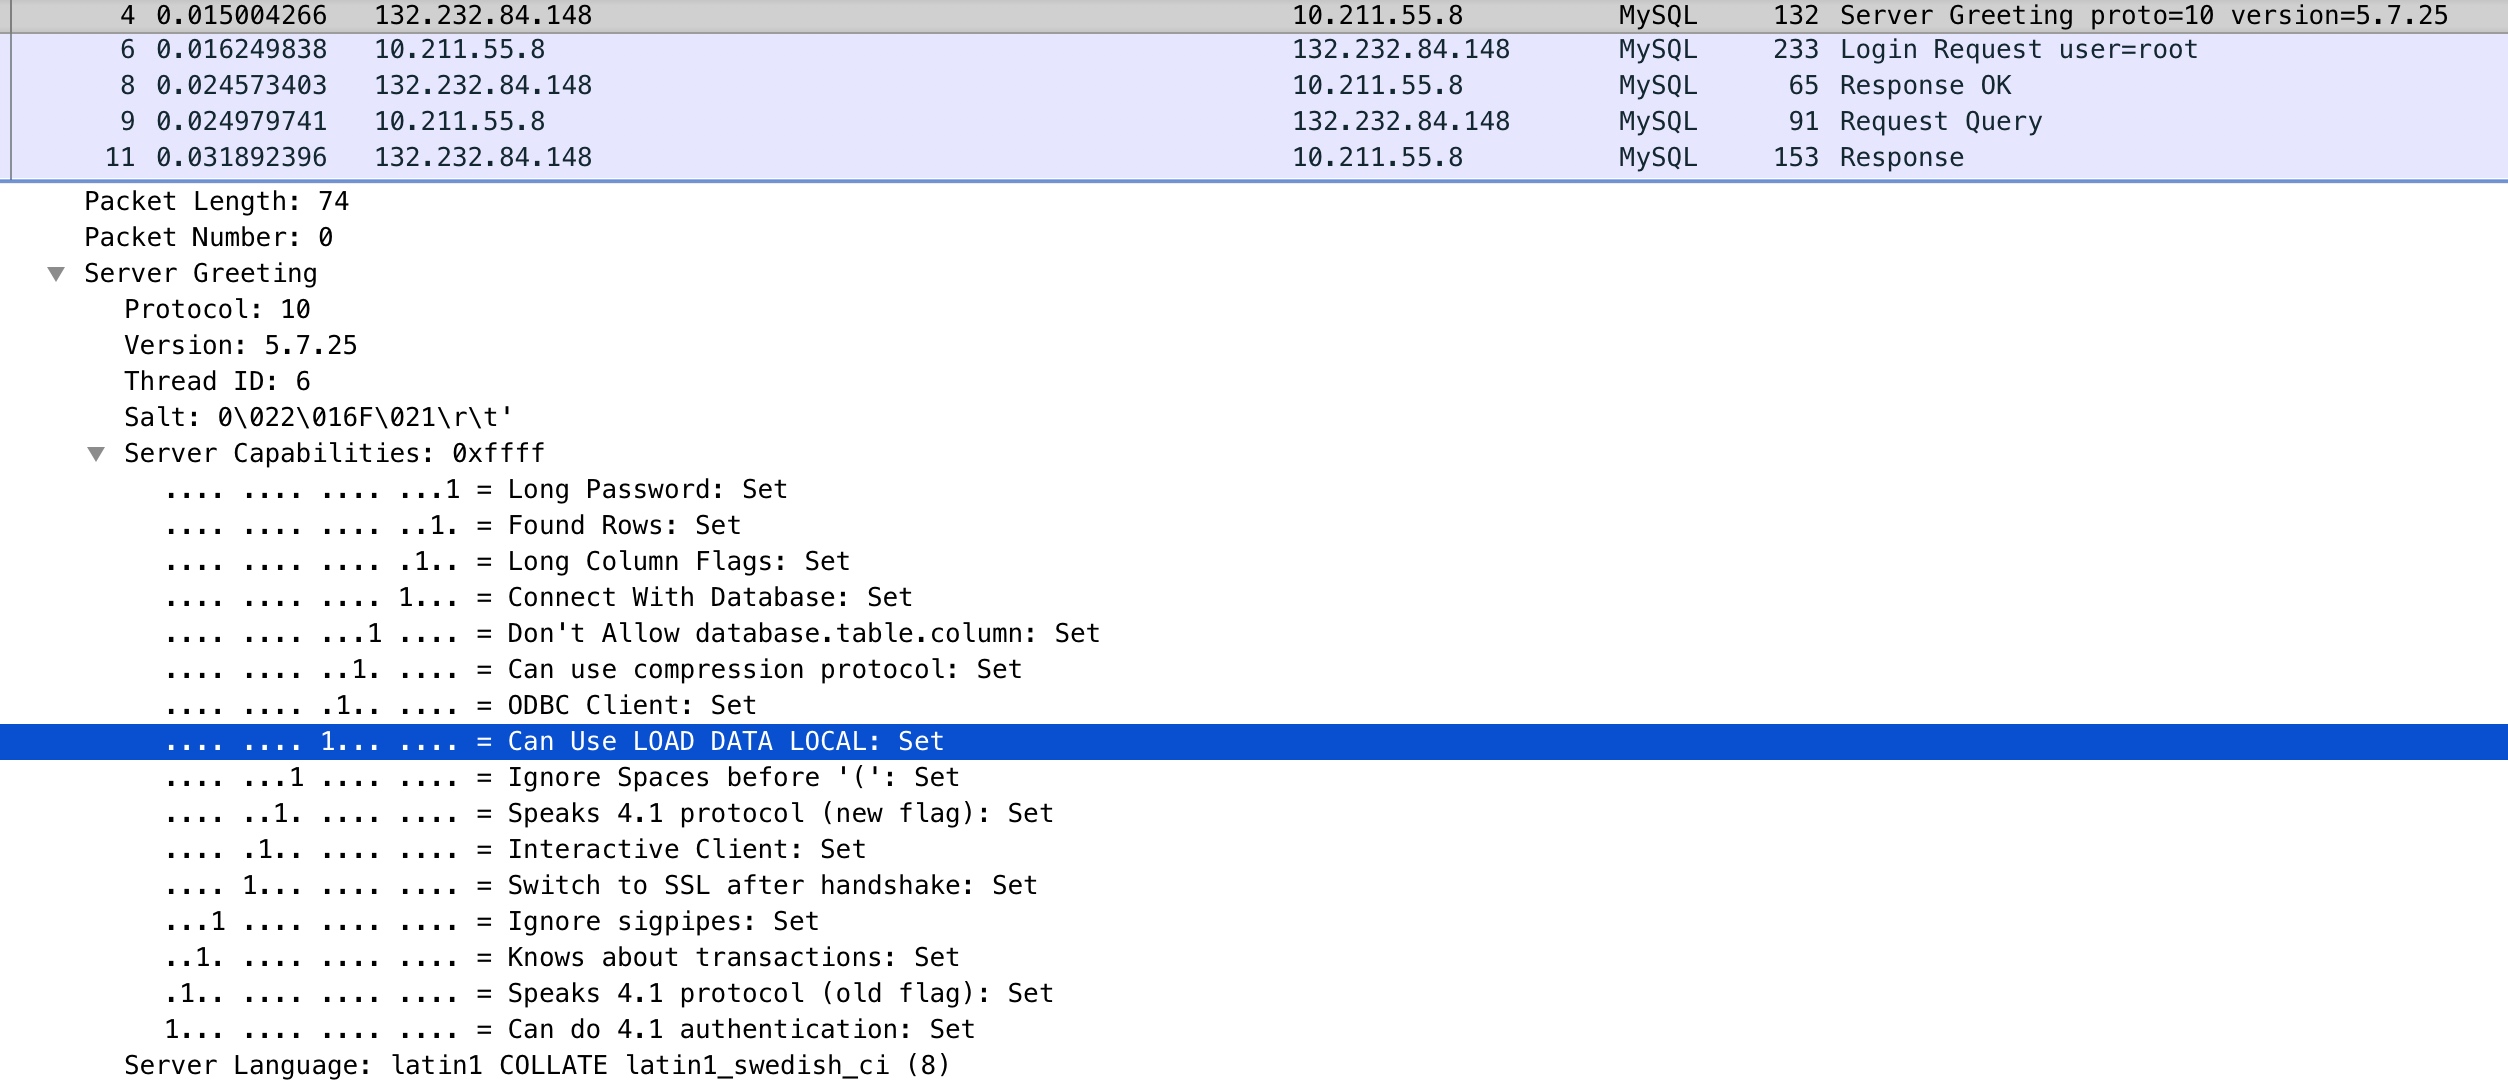 4 0.015004266 132.232.84.148 10.211.55.8 MySQL 132 Server Greeting proto=10 version=5.7.25
6 0.016249838 10.211.55.8 132.232.84.148 MySQL 233 Login Request user=root
8 0.024573403 132.232.84.148 10.211.55.8 MySQL 65 Response OK
9 0.024979741 10.211.55.8 132.232.84.148 MySQL 91 Request Query
11 0.031892396 132.232.84.148 10.211.55.8 MySQL 153 Response
Packet Length: 74
Packet Number: 0
Server Greeting
Protocol: 10
Version: 5.7.25
Thread ID: 6
Salt: 0\022\016F\021\r\t'
Server Capabilities: 0xffff
.... .... .... ...1 = Long Password: Set
.... .... .... ..1. = Found Rows: Set
.... .... .... .1.. = Long Column Flags: Set
.... .... .... 1... = Connect With Database: Set
.... .... ...1 .... = Don't Allow database.table.column: Set
.... .... ..1. .... = Can use compression protocol: Set
.... .... .1.. .... = ODBC Client: Set
.... .... 1... .... = Can Use LOAD DATA LOCAL: Set
.... ...1 .... .... = Ignore Spaces before '(': Set
.... ..1. .... .... = Speaks 4.1 protocol (new flag): Set
.... .1.. .... .... = Interactive Client: Set
.... 1... .... .... = Switch to SSL after handshake: Set
...1 .... .... .... = Ignore sigpipes: Set
..1. .... .... .... = Knows about transactions: Set
.1.. .... .... .... = Speaks 4.1 protocol (old flag): Set
1... .... .... .... = Can do 4.1 authentication: Set
Server Language: latin1 COLLATE latin1_swedish_ci (8)